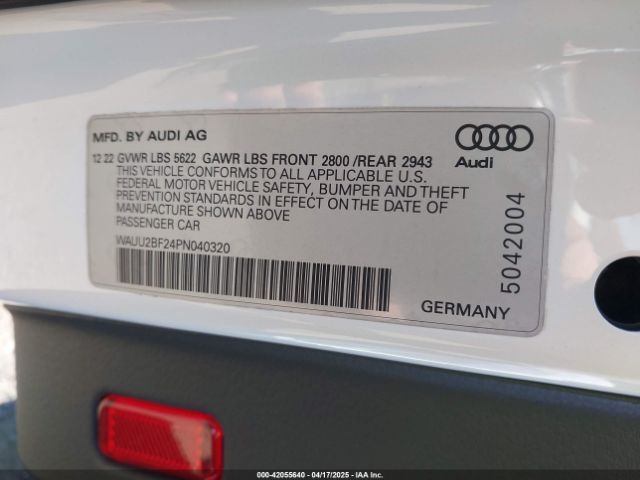 MFD. BY AUDI AG
12 22 GVWR LBS 5622 GAWR LBS FRONT 2800 /REAR 2943
Audi
THIS VEHICLE CONFORMS TO ALL APPLICABLE U.S.
FEDERAL MOTOR VEHICLE SAFETY, BUMPER AND THEFT
PREVENTION STANDARDS IN EFFECT ON THE DATE OF
MANUFACTURE SHOWN ABOVE
PASSENGER CAR
WAUU2BF24PN040320
5042004
GERMANY
000-42055640 - 04/17/2025 - IAAI.COM